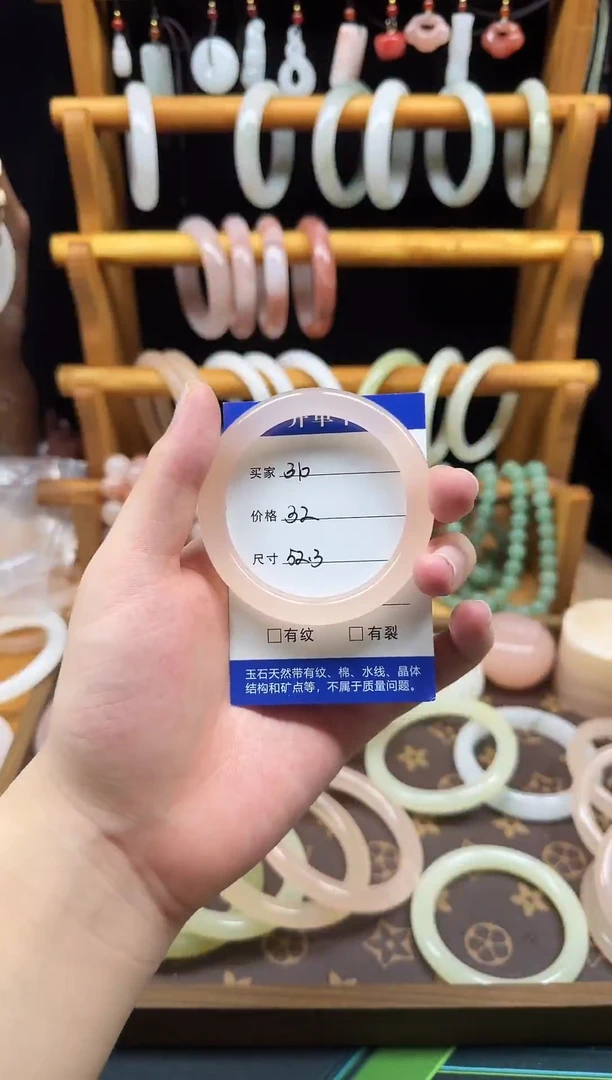 开单卡
买家 310
价格 32
尺寸 52.3
□有纹 □有裂
玉石天然带有纹、棉、水线、晶体
结构和矿点等，不属于质量问题。